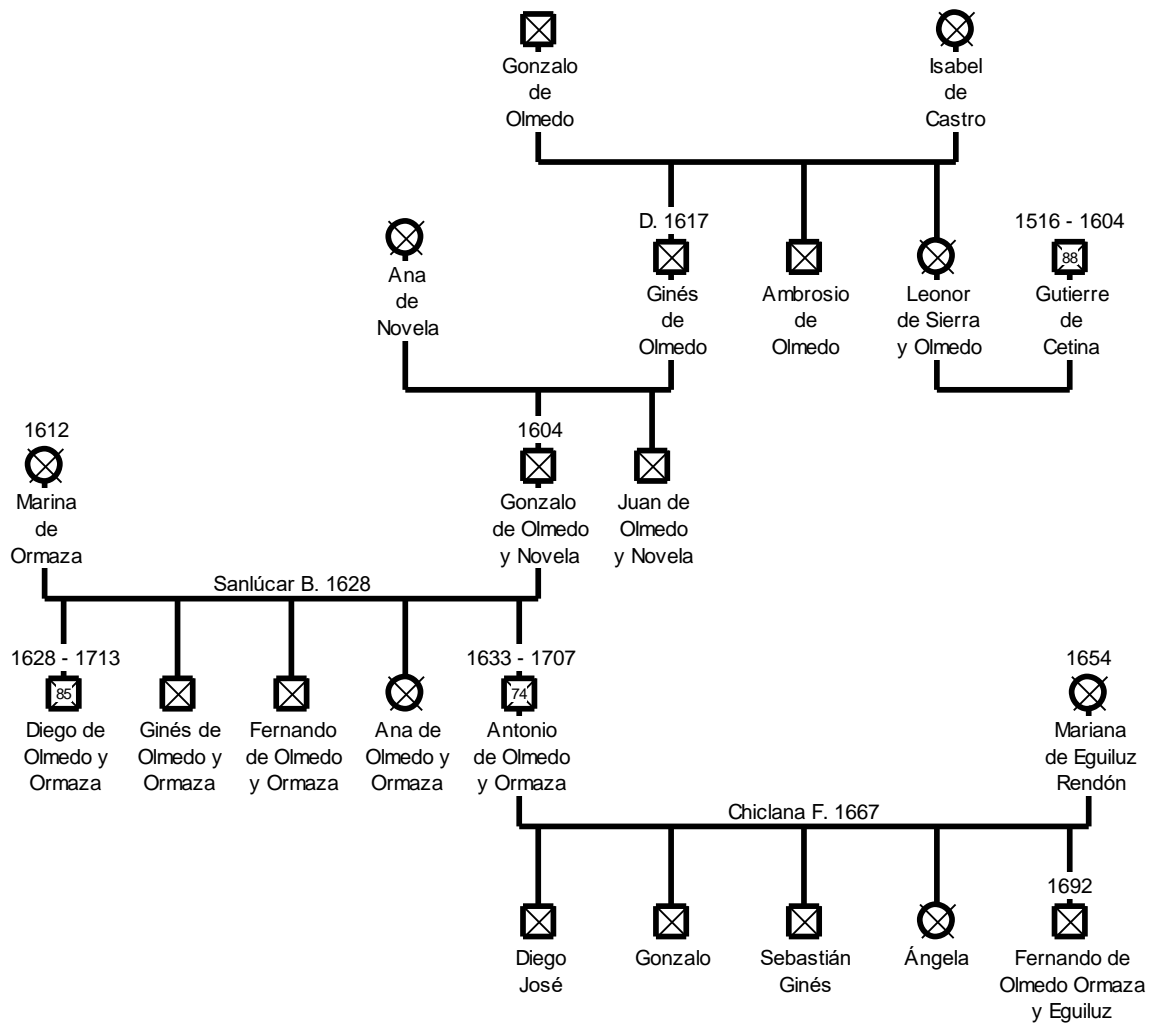 Gonzalo
de
Olmedo
Isabel
de
Castro
D. 1617
1516 - 1604
88
Ana
de
Novela
Ginés
de
Olmedo
Ambrosio
de
Olmedo
Leonor
de Sierra
y Olmedo
Gutierre
de
Cetina
1612
1604
Marina
de
Ormaza
Gonzalo
de Olmedo
y Novela
Juan de
Olmedo
y Novela
Sanlúcar B. 1628
1628 - 1713
1633 - 1707
1654
85
74
Diego de
Olmedo y
Ormaza
Ginés de
Olmedo y
Ormaza
Fernando
de Olmedo
y Ormaza
Ana de
Olmedo y
Ormaza
Antonio
de Olmedo
y Ormaza
Mariana
de Eguiluz
Rendón
Chiclana F. 1667
1692
Diego
José
Gonzalo
Sebastián
Ginés
Ángela
Fernando de
Olmedo Ormaza
y Eguiluz